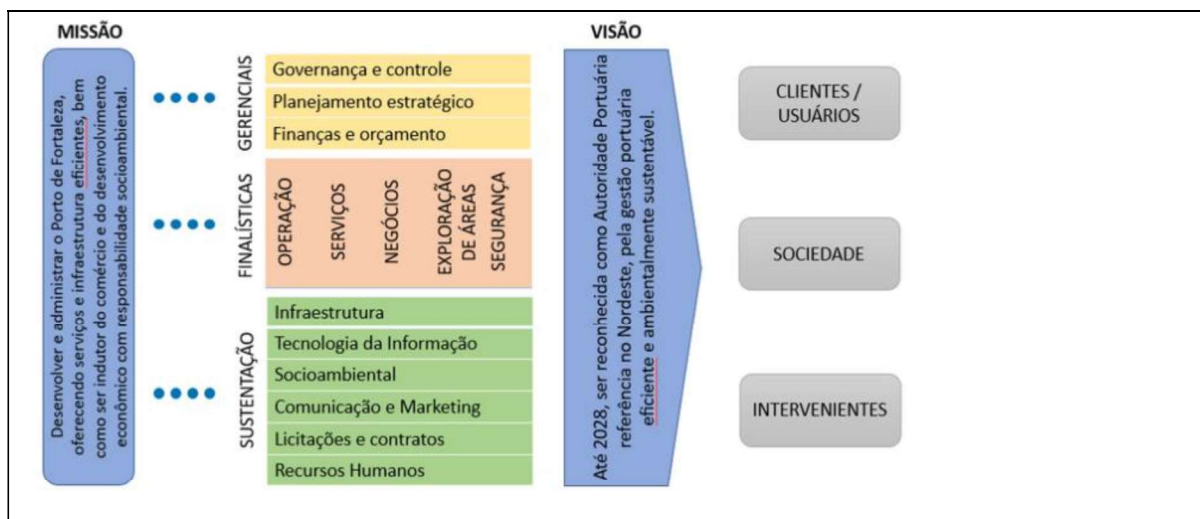 MISSÃO
Desenvolver e administrar o Porto de Fortaleza,
oferecendo serviços e infraestrutura eficientes, bem
como ser indutor do comércio e do desenvolvimento
econômico com responsabilidade socioambiental.
GERENCIAIS
Governança e controle
Planejamento estratégico
Finanças e orçamento
FINALÍSTICAS
OPERAÇÃO
SERVIÇOS
NEGÓCIOS
EXPLORAÇÃO
DE ÁREAS
SEGURANÇA
SUSTENTAÇÃO
Infraestrutura
Tecnologia da Informação
Socioambiental
Comunicação e Marketing
Licitações e contratos
Recursos Humanos
VISÃO
Até 2028, ser reconhecida como Autoridade Portuária
referência no Nordeste, pela gestão portuária
eficiente e ambientalmente sustentável.
CLIENTES /
USUÁRIOS
SOCIEDADE
INTERVENIENTES